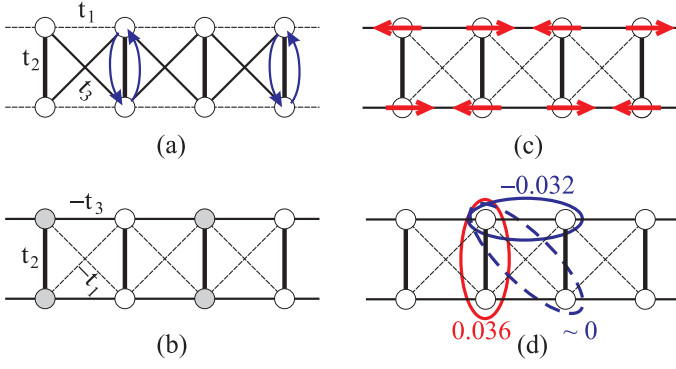 t₁
t₂
t₃
(a)
(c)
−t₃
t₂
−t₁
(b)
−0.032
0.036
~ 0
(d)